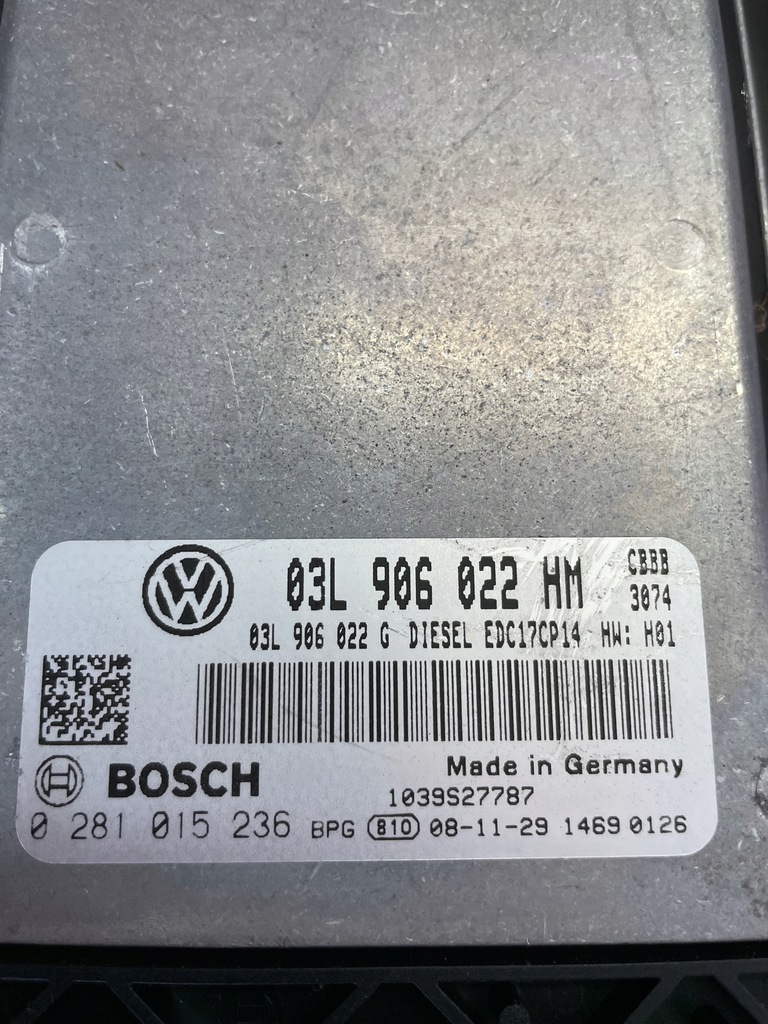 03L 906 022 HM CBBB
3074
03L 906 022 G DIESEL EDC17CP14 HW: H01
BOSCH
Made in Germany
1039S27787
0 281 015 236 BPG 810 08-11-29 1469 0126